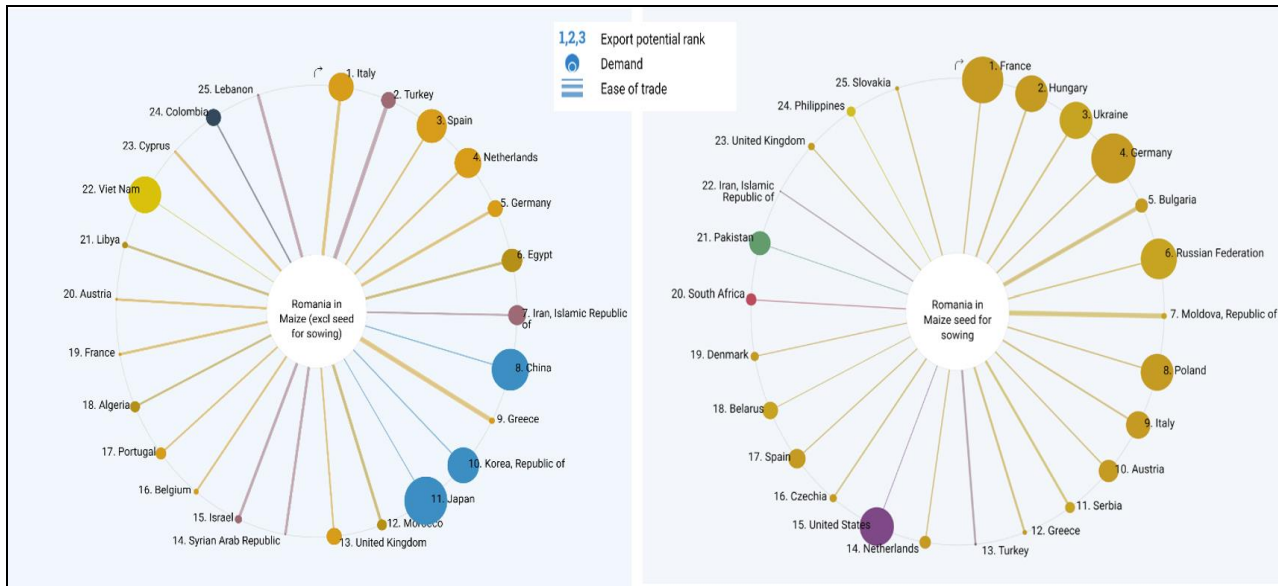 1,2,3 Export potential rank
Demand
Ease of trade
1. Italy
2. Turkey
3. Spain
4. Netherlands
5. Germany
6. Egypt
7. Iran, Islamic Republic
of
8. China
9. Greece
10. Korea, Republic of
11. Japan
12. Morocco
13. United Kingdom
14. Syrian Arab Republic
15. Israel
16. Belgium
17. Portugal
18. Algeria
19. France
20. Austria
21. Libya
22. Viet Nam
23. Cyprus
24. Colombia
25. Lebanon
Romania in
Maize (excl seed
for sowing)
1. France
2. Hungary
3. Ukraine
4. Germany
5. Bulgaria
6. Russian Federation
7. Moldova, Republic of
8. Poland
9. Italy
10. Austria
11. Serbia
12. Greece
13. Turkey
14. Netherlands
15. United States
16. Czechia
17. Spain
18. Belarus
19. Denmark
20. South Africa
21. Pakistan
22. Iran, Islamic
Republic of
23. United Kingdom
24. Philippines
25. Slovakia
Romania in
Maize seed for
sowing